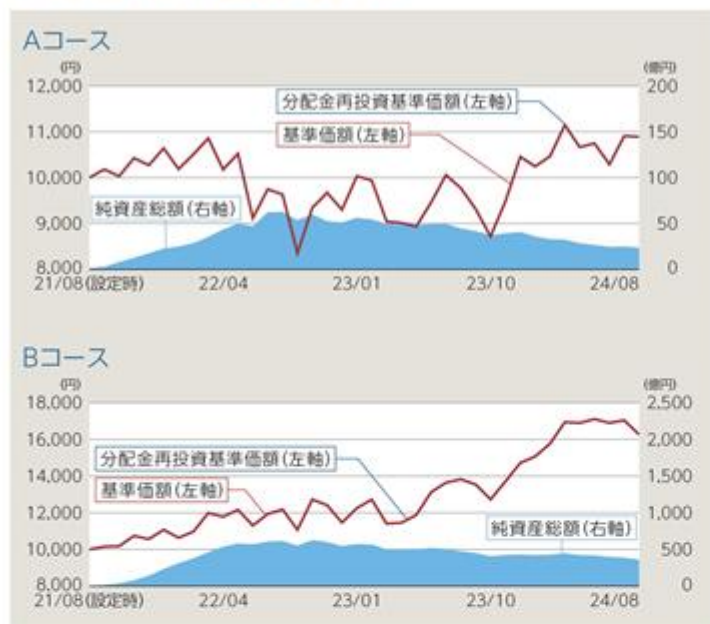 Aコース
(円)
(億円)
12,000
200
分配金再投資基準価額(左軸)
11,000
150
基準価額(左軸)
10,000
100
純資産総額(右軸)
9,000
50
8,000
0
21/08(設定時)
22/04
23/01
23/10
24/08
Bコース
(円)
(億円)
18,000
2,500
16,000
2,000
分配金再投資基準価額(左軸)
14,000
1,500
基準価額(左軸)
12,000
1,000
純資産総額(右軸)
10,000
500
8,000
0
21/08(設定時)
22/04
23/01
23/10
24/08